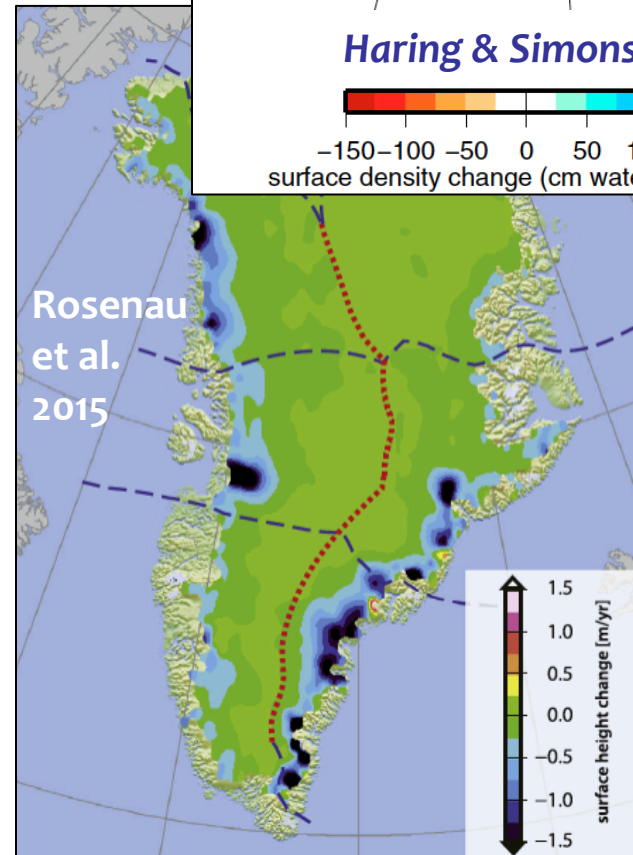 Haring & Simons
−150−100 −50 0 50
surface density change (cm wate
Rosenau
et al.
2015
1.5
1.0
0.5
0.0
−0.5
−1.0
−1.5
surface height change [m/yr]